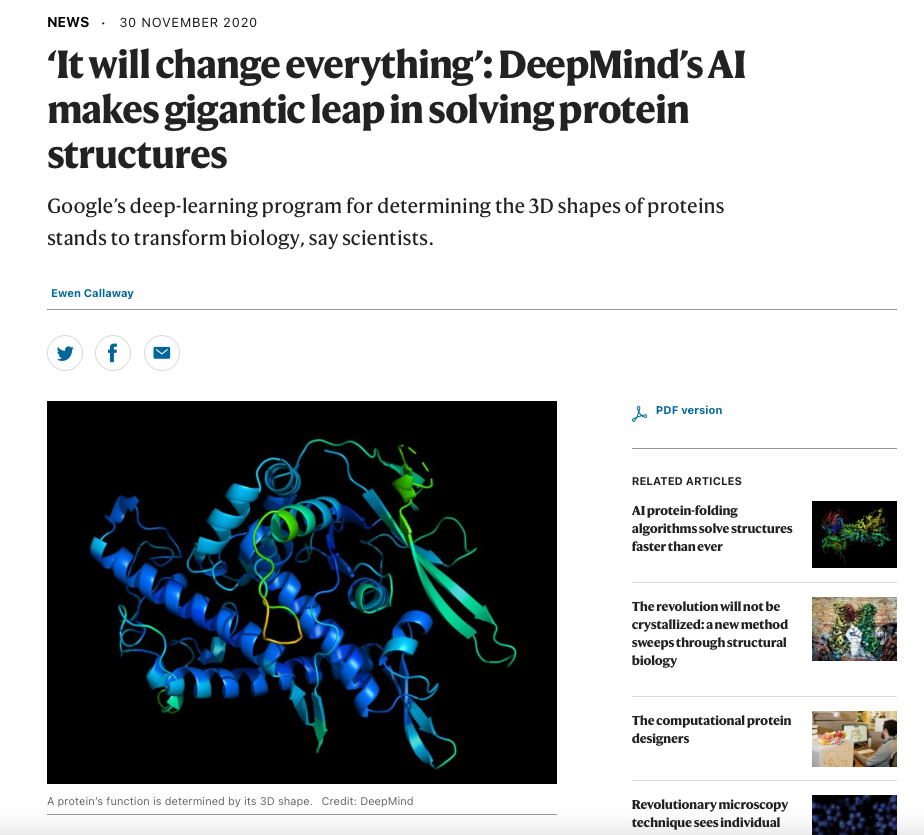 NEWS · 30 NOVEMBER 2020
‘It will change everything’: DeepMind’s AI
makes gigantic leap in solving protein
structures
Google’s deep-learning program for determining the 3D shapes of proteins
stands to transform biology, say scientists.
Ewen Callaway
A protein’s function is determined by its 3D shape. Credit: DeepMind
PDF version
RELATED ARTICLES
AI protein-folding
algorithms solve structures
faster than ever
The revolution will not be
crystallized: a new method
sweeps through structural
biology
The computational protein
designers
Revolutionary microscopy
technique sees individual